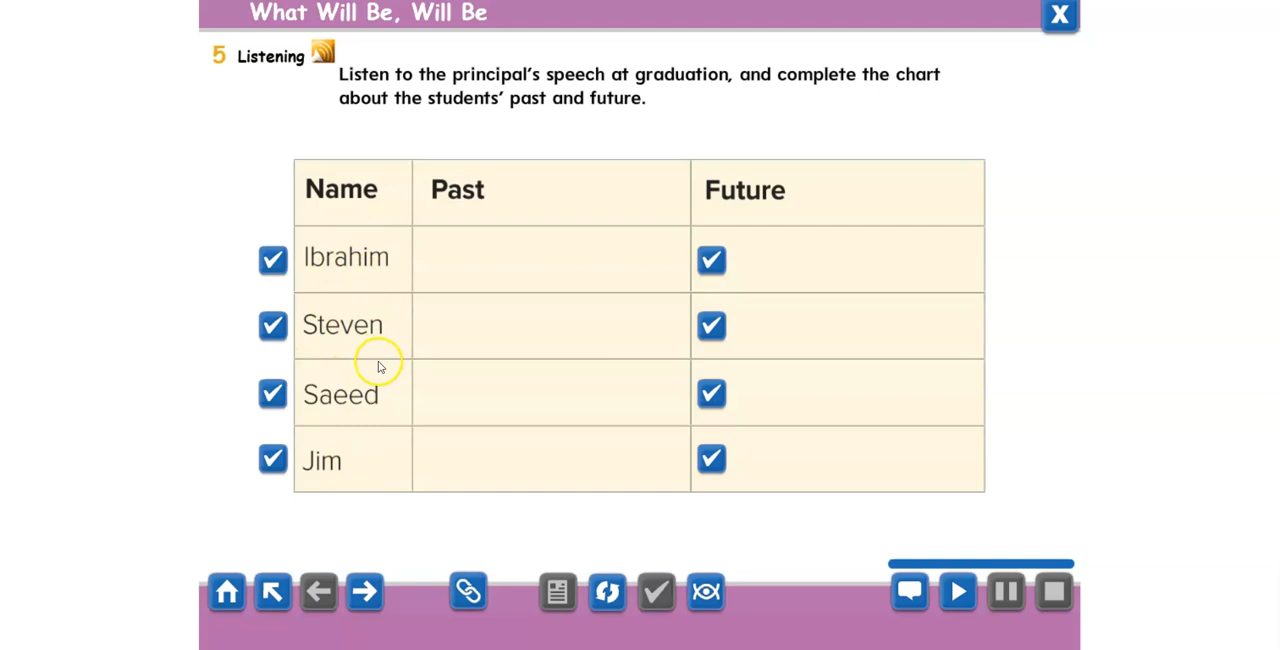 What Will Be, Will Be
X
5 Listening
Listen to the principal's speech at graduation, and complete the chart
about the students' past and future.
Name Past Future
Ibrahim
Steven
Saeed
Jim